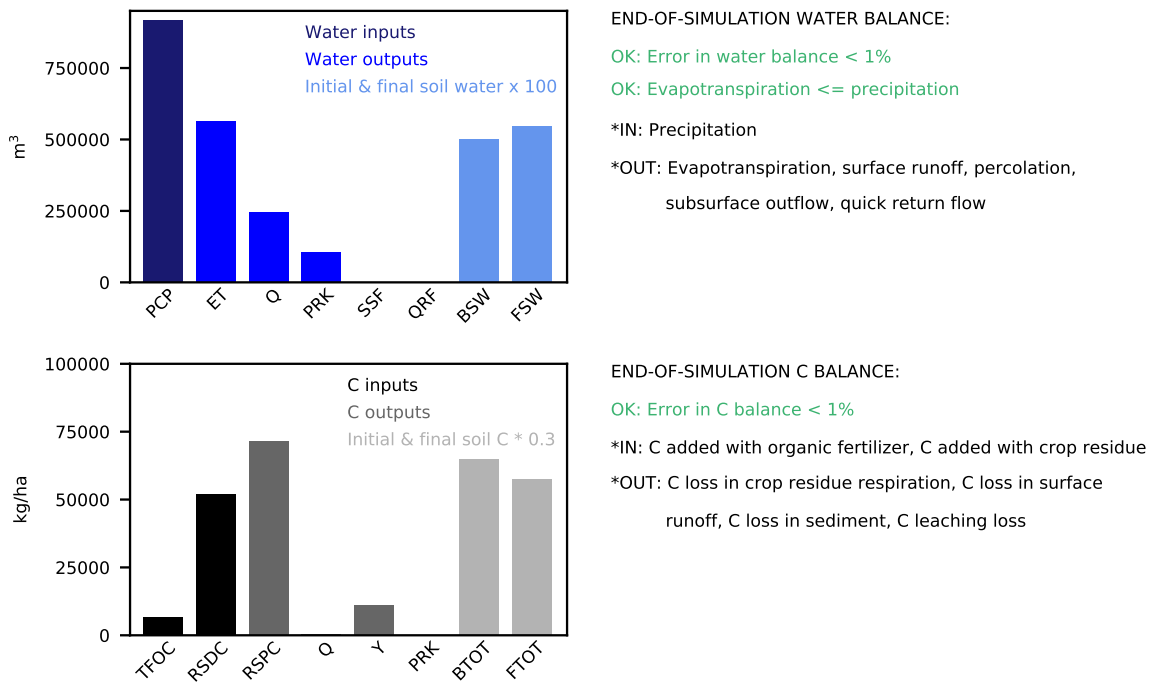 Water inputs
Water outputs
Initial & final soil water x 100
750000
500000
250000
0
m³
PCP
ET
Q
PRK
SSF
QRF
BSW
FSW
END-OF-SIMULATION WATER BALANCE:
OK: Error in water balance < 1%
OK: Evapotranspiration <= precipitation
*IN: Precipitation
*OUT: Evapotranspiration, surface runoff, percolation,
subsurface outflow, quick return flow
C inputs
C outputs
Initial & final soil C * 0.3
100000
75000
50000
25000
0
kg/ha
TFOC
RSDC
RSPC
Q
Y
PRK
BTOT
FTOT
END-OF-SIMULATION C BALANCE:
OK: Error in C balance < 1%
*IN: C added with organic fertilizer, C added with crop residue
*OUT: C loss in crop residue respiration, C loss in surface
runoff, C loss in sediment, C leaching loss